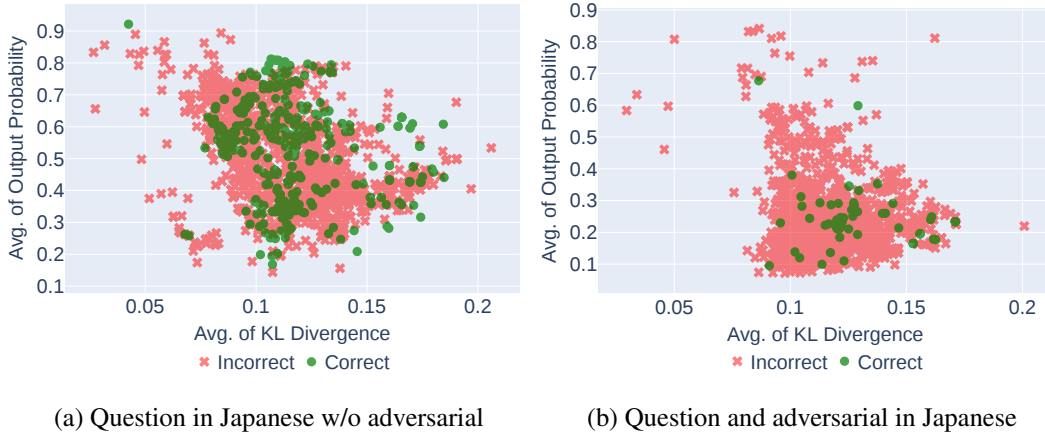 0.9
0.8
0.7
0.6
0.5
0.4
0.3
0.2
0.1
Avg. of Output Probability
0.05
0.1
0.15
0.2
Avg. of KL Divergence
Incorrect
Correct
(a) Question in Japanese w/o adversarial
0.9
0.8
0.7
0.6
0.5
0.4
0.3
0.2
0.1
Avg. of Output Probability
0.05
0.1
0.15
0.2
Avg. of KL Divergence
Incorrect
Correct
(b) Question and adversarial in Japanese